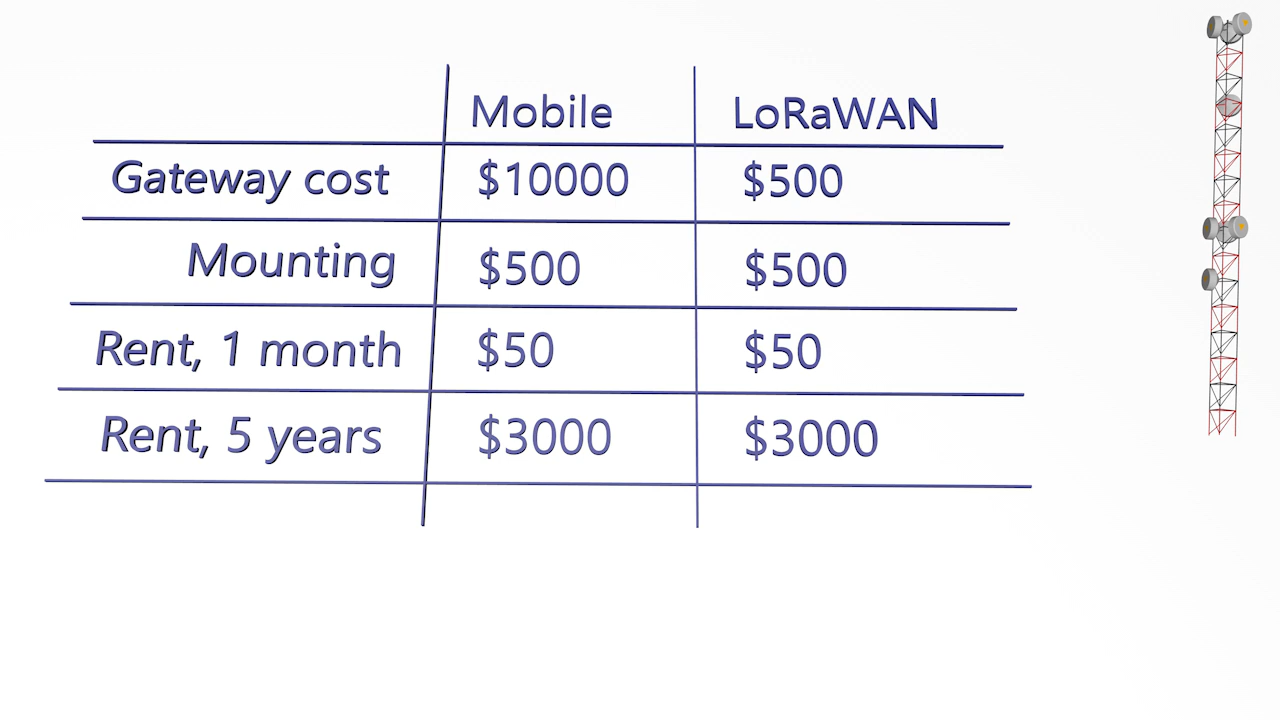 Mobile LoRaWAN
Gateway cost $10000 $500
Mounting $500 $500
Rent, 1 month $50 $50
Rent, 5 years $3000 $3000